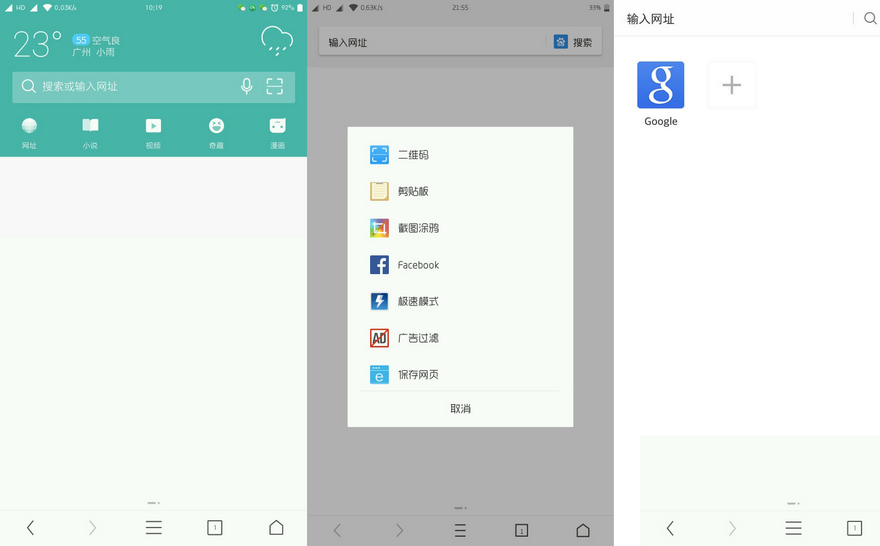 HD 0.03K/s 10:19 92%
23° 55 空气良
广州 小雨
搜索或输入网址
网址 小说 视频 奇趣 漫画
1
HD 0.63K/s 21:55 33%
输入网址 搜索
二维码
剪贴板
截图涂鸦
Facebook
极速模式
AD 广告过滤
保存网页
取消
1
输入网址
Google
1